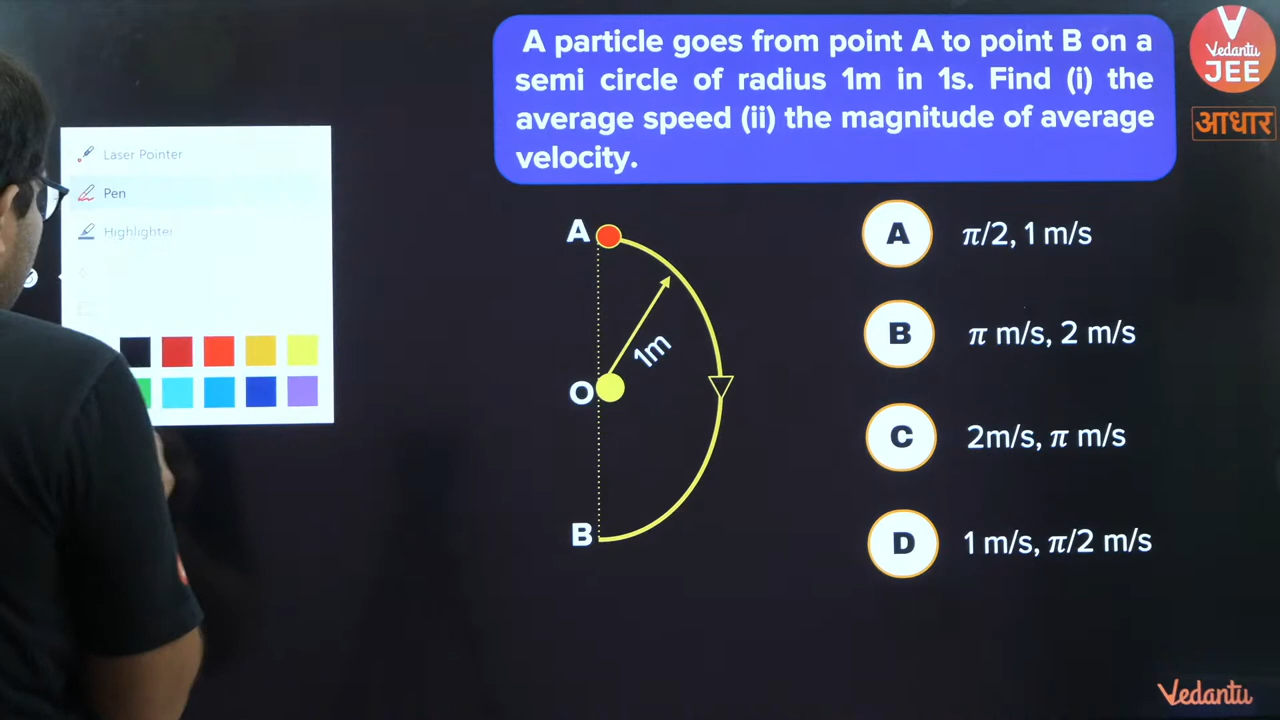 A particle goes from point A to point B on a
semi circle of radius 1m in 1s. Find (i) the
average speed (ii) the magnitude of average
velocity.
Vedantu
JEE
आधार
Laser Pointer
Pen
Highlighter
A
1m
O
B
A π/2, 1 m/s
B π m/s, 2 m/s
C 2m/s, π m/s
D 1 m/s, π/2 m/s
Vedantu